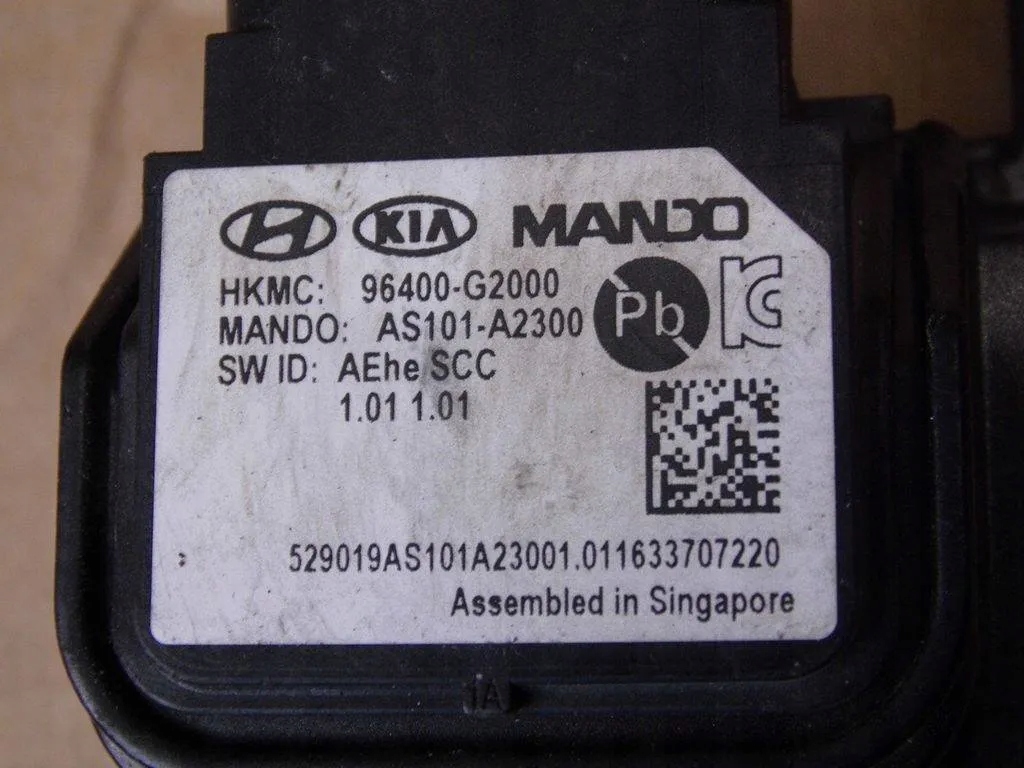 KIA MANDO
HKMC: 96400-G2000
MANDO: AS101-A2300
Pb
SW ID: AEhe SCC
1.01 1.01
529019AS101A23001.011633707220
Assembled in Singapore
1A